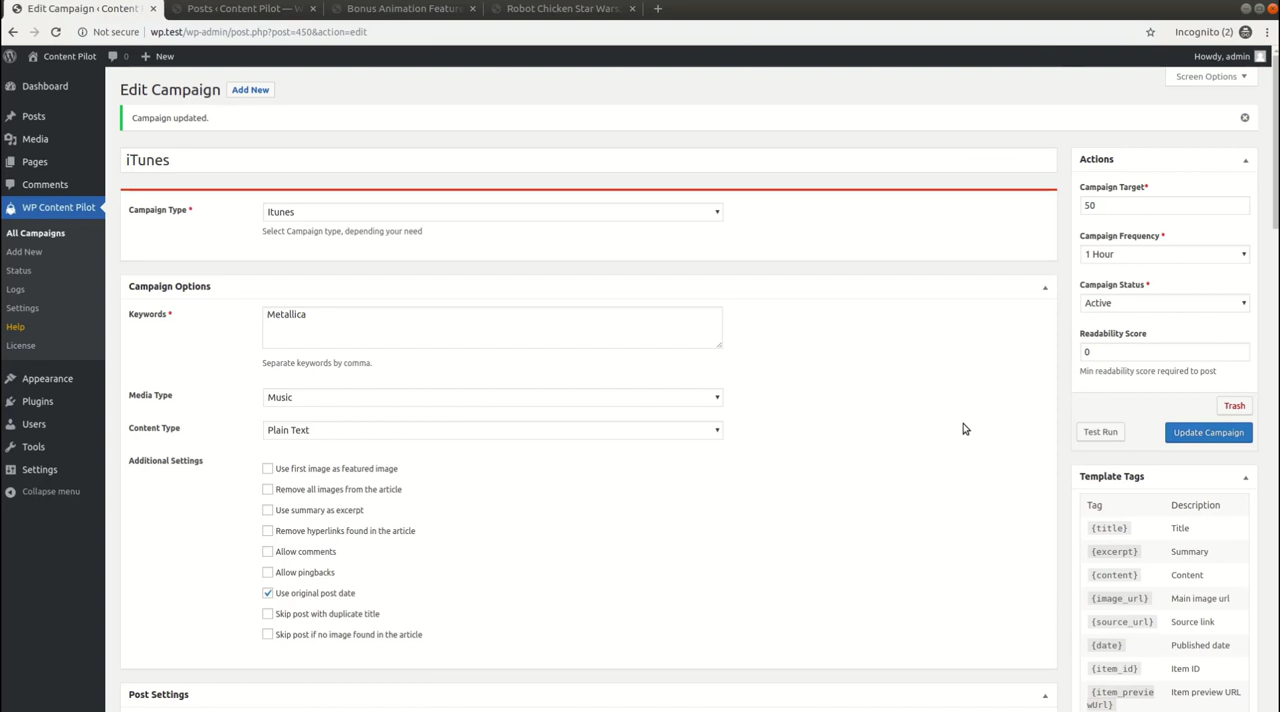 Edit Campaign ‹ Content
Posts ‹ Content Pilot — W
Bonus Animation Feature
Robot Chicken Star Wars
Not secure
wp.test/wp-admin/post.php?post=450&action=edit
Incognito (2)
Content Pilot
0
New
Howdy, admin
Screen Options
Dashboard
Posts
Media
Pages
Comments
WP Content Pilot
All Campaigns
Add New
Status
Logs
Settings
Help
License
Appearance
Plugins
Users
Tools
Settings
Collapse menu
Edit Campaign
Add New
Campaign updated.
iTunes
Campaign Type *
Itunes
Select Campaign type, depending your need
Campaign Options
Keywords *
Metallica
Separate keywords by comma.
Media Type
Music
Content Type
Plain Text
Additional Settings
Use first image as featured image
Remove all images from the article
Use summary as excerpt
Remove hyperlinks found in the article
Allow comments
Allow pingbacks
Use original post date
Skip post with duplicate title
Skip post if no image found in the article
Post Settings
Actions
Campaign Target*
50
Campaign Frequency *
1 Hour
Campaign Status *
Active
Readability Score
0
Min readability score required to post
Trash
Test Run
Update Campaign
Template Tags
Tag Description
{title} Title
{excerpt} Summary
{content} Content
{image_url} Main image url
{source_url} Source link
{date} Published date
{item_id} Item ID
{item_previe Item preview URL
wUrl}